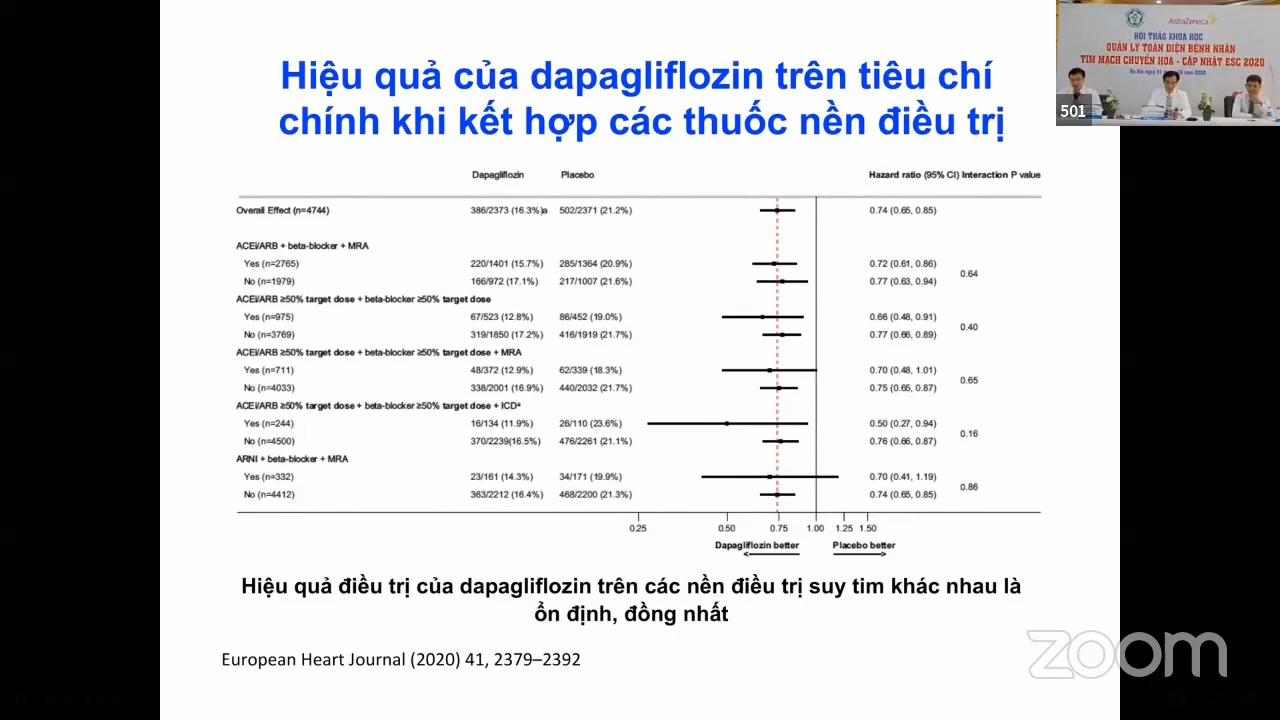 Hiệu quả của dapagliflozin trên tiêu chí
chính khi kết hợp các thuốc nền điều trị
Dapagliflozin Placebo Hazard ratio (95% CI) Interaction P value
Overall Effect (n=4744) 386/2373 (16.3%)a 502/2371 (21.2%) 0.74 (0.65, 0.85)
ACEi/ARB + beta-blocker + MRA
Yes (n=2765) 220/1401 (15.7%) 285/1364 (20.9%) 0.72 (0.61, 0.86)
0.64
No (n=1979) 166/972 (17.1%) 217/1007 (21.6%) 0.77 (0.63, 0.94)
ACEi/ARB ≥50% target dose + beta-blocker ≥50% target dose
Yes (n=975) 67/523 (12.8%) 86/452 (19.0%) 0.66 (0.48, 0.91)
0.40
No (n=3769) 319/1850 (17.2%) 416/1919 (21.7%) 0.77 (0.66, 0.89)
ACEi/ARB ≥50% target dose + beta-blocker ≥50% target dose + MRA
Yes (n=711) 48/372 (12.9%) 62/339 (18.3%) 0.70 (0.48, 1.01)
0.65
No (n=4033) 338/2001 (16.9%) 440/2032 (21.7%) 0.75 (0.65, 0.87)
ACEi/ARB ≥50% target dose + beta-blocker ≥50% target dose + ICDª
Yes (n=244) 16/134 (11.9%) 26/110 (23.6%) 0.50 (0.27, 0.94)
0.16
No (n=4500) 370/2239(16.5%) 476/2261 (21.1%) 0.76 (0.66, 0.87)
ARNI + beta-blocker + MRA
Yes (n=332) 23/161 (14.3%) 34/171 (19.9%) 0.70 (0.41, 1.19)
0.86
No (n=4412) 363/2212 (16.4%) 468/2200 (21.3%) 0.74 (0.65, 0.85)
0.25 0.50 0.75 1.00 1.25 1.50
Dapagliflozin better Placebo better
Hiệu quả điều trị của dapagliflozin trên các nền điều trị suy tim khác nhau là
ổn định, đồng nhất
European Heart Journal (2020) 41, 2379–2392
AstraZeneca
HỘI THẢO KHOA HỌC
QUẢN LÝ TOÀN DIỆN BỆNH NHÂN
TIM MẠCH CHUYỂN HÓA - CẬP NHẬT ESC 2020
501
zoom